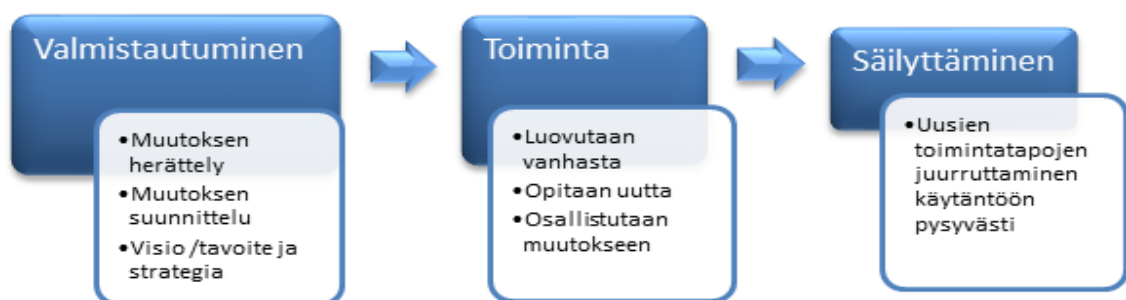 Valmistautuminen
•Muutoksen
herättely
•Muutoksen
suunnittelu
•Visio /tavoite ja
strategia
Toiminta
•Luovutaan
vanhasta
•Opitaan uutta
•Osallistutaan
muutokseen
Säilyttäminen
•Uusien
toimintatapojen
juurruttaminen
käytäntöön
pysyvästi